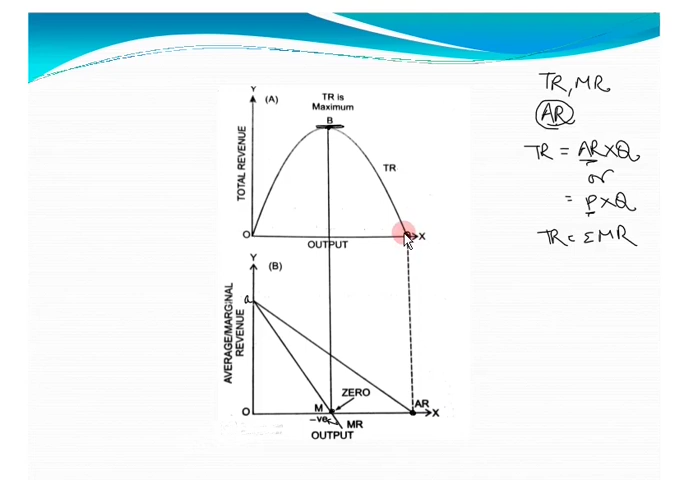 Y
(A)
TR is
Maximum
B
TR
TOTAL REVENUE
O
X
OUTPUT
Y
(B)
a
AVERAGE/MARGINAL
REVENUE
ZERO
M
AR
O
X
-ve
MR
OUTPUT
TR, MR
AR
TR = AR×Q
or
= P×Q
TR = ΣMR